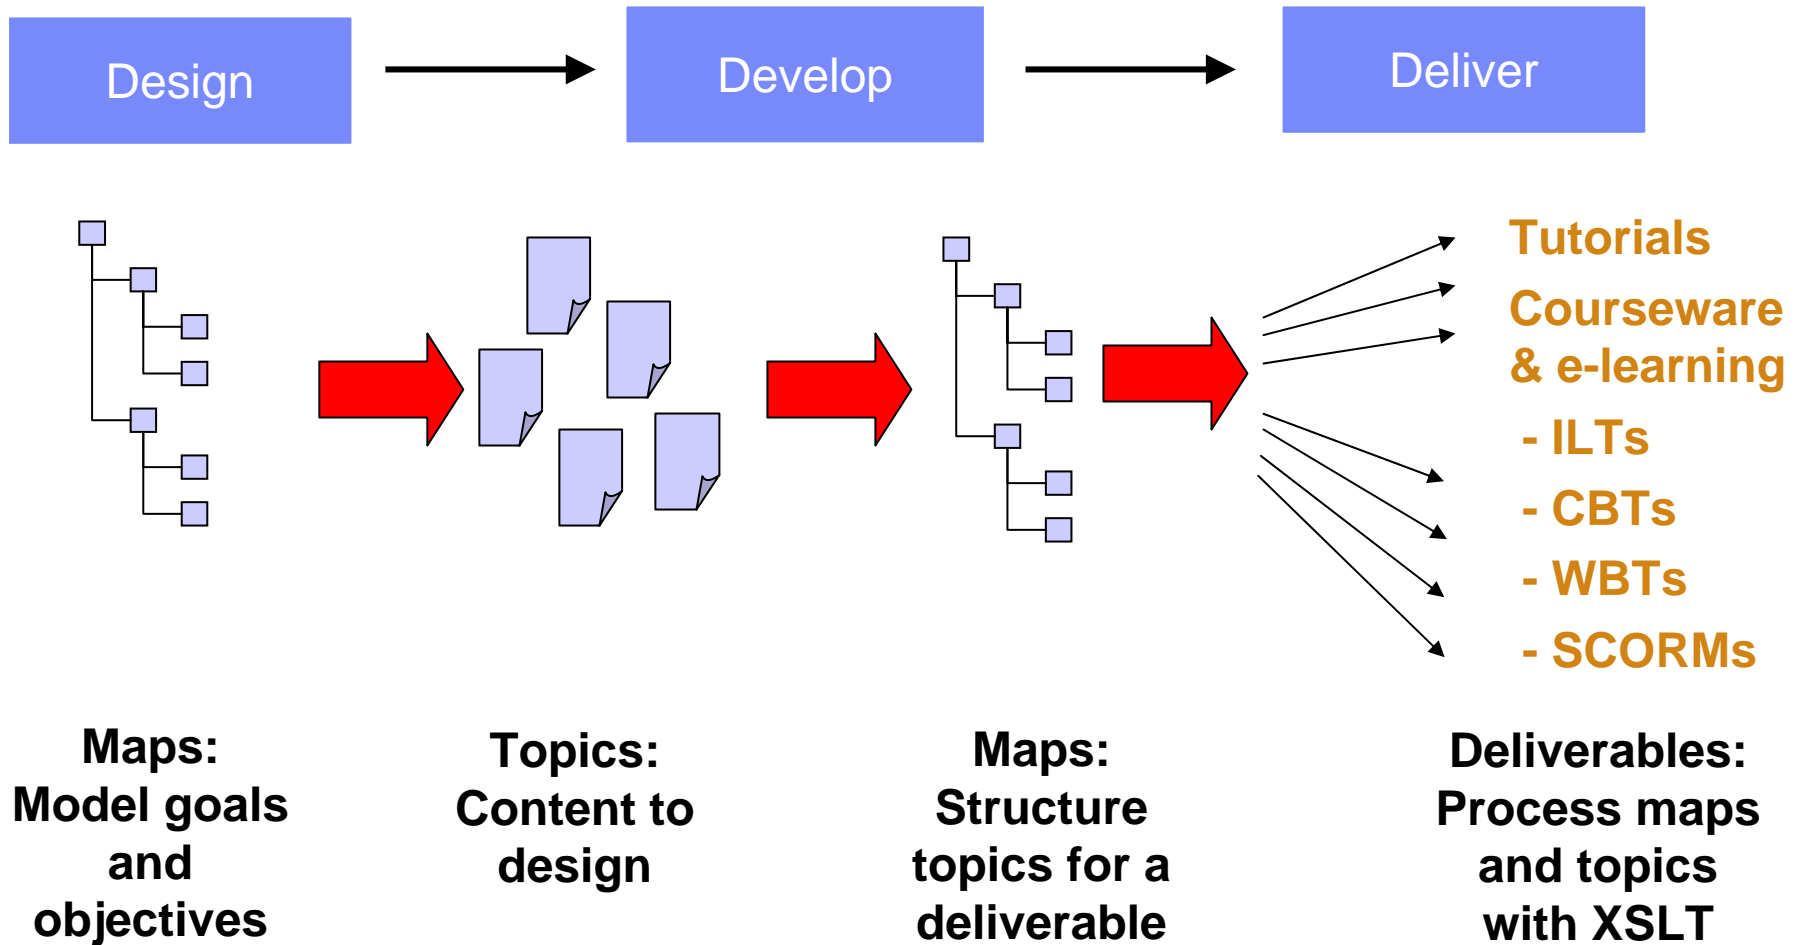 Design
Develop
Deliver
Tutorials
Courseware
& e-learning
- ILTs
- CBTs
- WBTs
- SCORMs
Maps:
Model goals
and
objectives
Topics:
Content to
design
Maps:
Structure
topics for a
deliverable
Deliverables:
Process maps
and topics
with XSLT